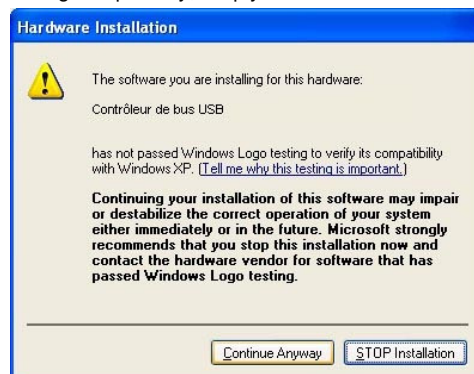 Hardware Installation
The software you are installing for this hardware:
Contrôleur de bus USB
has not passed Windows Logo testing to verify its compatibility
with Windows XP. (Tell me why this testing is important.)
Continuing your installation of this software may impair
or destabilize the correct operation of your system
either immediately or in the future. Microsoft strongly
recommends that you stop this installation now and
contact the hardware vendor for software that has
passed Windows Logo testing.
Continue Anyway STOP Installation